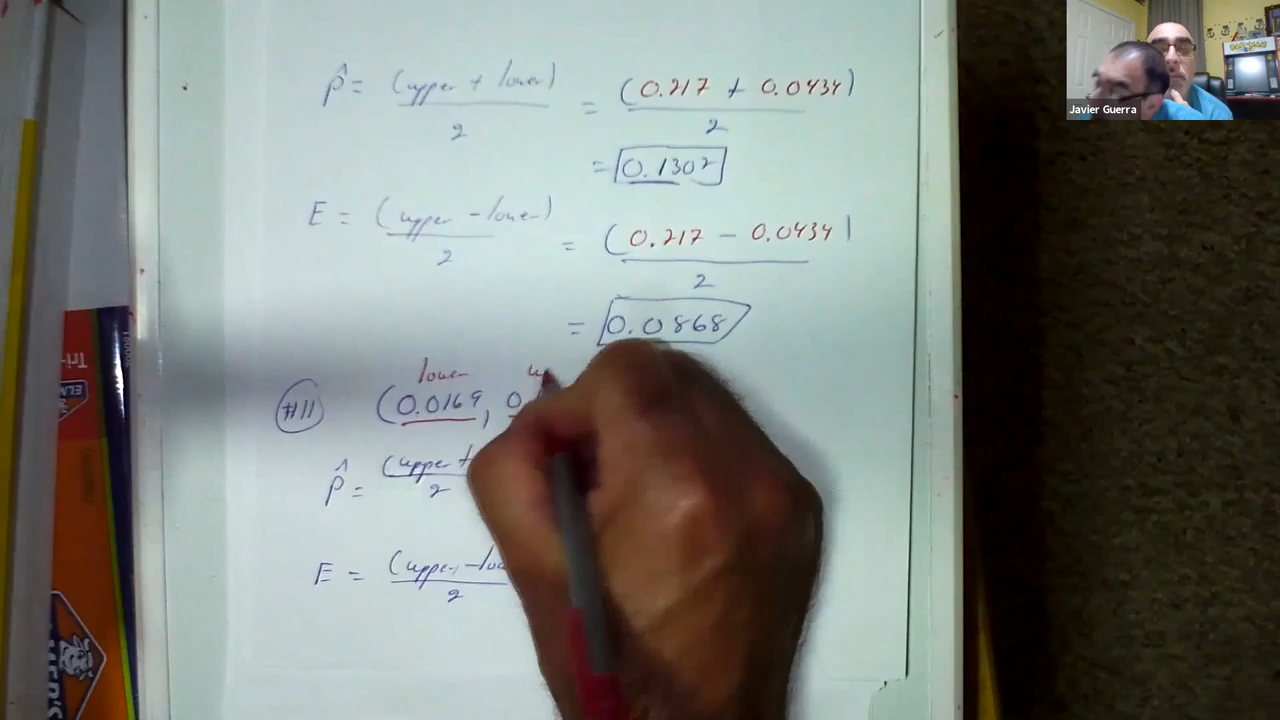 p̂ = (upper + lower) / 2 = (0.217 + 0.0434) / 2
= 0.1302
E = (upper - lower) / 2 = (0.217 - 0.0434) / 2
= 0.0868
lower
#11 (0.0169, 0.
p̂ = (upper + / 2
E = (upper - / 2
Javier Guerra